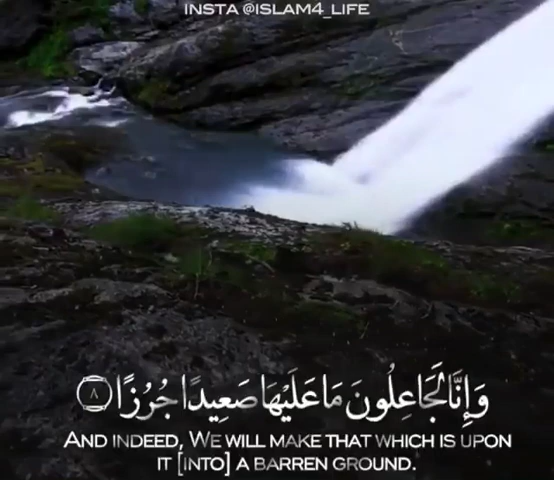 INSTA @ISLAM4_LIFE
وَإِنَّا لَجَاعِلُونَ مَا عَلَيْهَا صَعِيدًا جُرُزًا ٨
AND INDEED, WE WILL MAKE THAT WHICH IS UPON
IT [INTO] A BARREN GROUND.